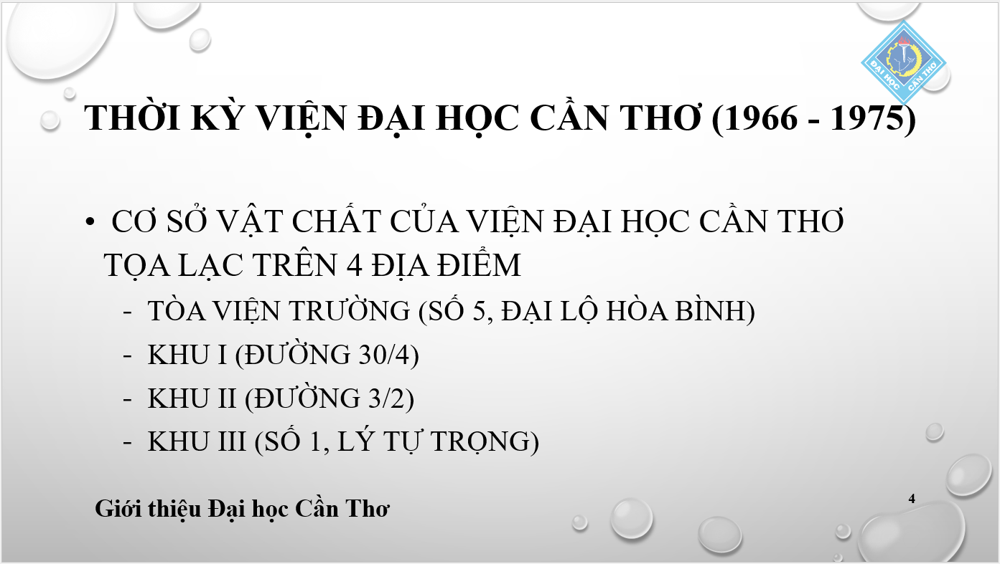 ĐẠI HỌC CẦN THƠ
THỜI KỲ VIỆN ĐẠI HỌC CẦN THƠ (1966 - 1975)
• CƠ SỞ VẬT CHẤT CỦA VIỆN ĐẠI HỌC CẦN THƠ
TỌA LẠC TRÊN 4 ĐỊA ĐIỂM
- TÒA VIỆN TRƯỜNG (SỐ 5, ĐẠI LỘ HÒA BÌNH)
- KHU I (ĐƯỜNG 30/4)
- KHU II (ĐƯỜNG 3/2)
- KHU III (SỐ 1, LÝ TỰ TRỌNG)
Giới thiệu Đại học Cần Thơ
4